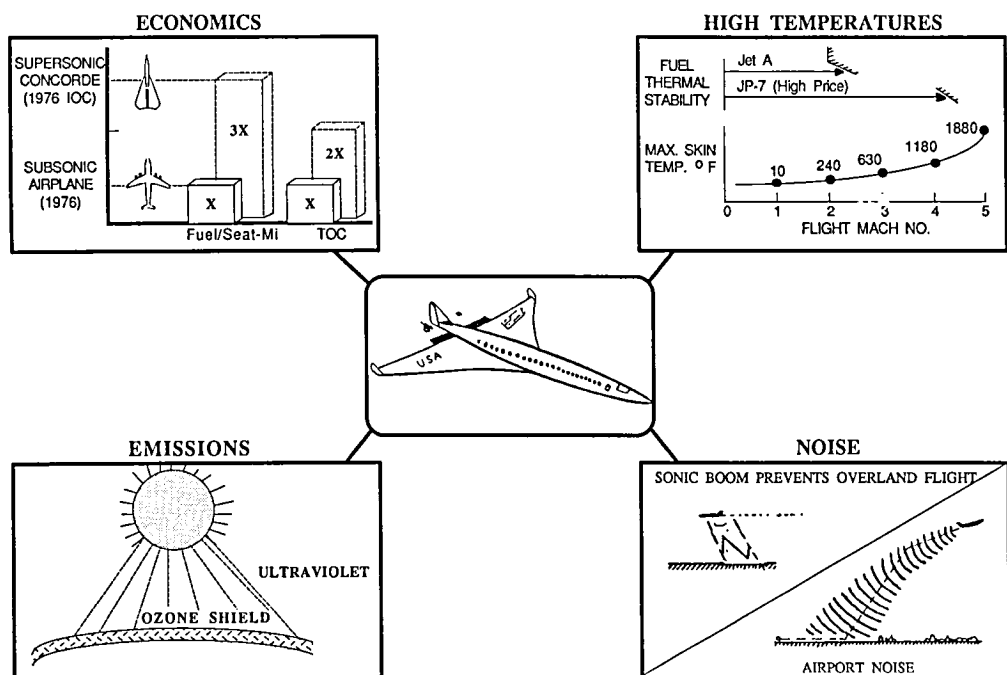 ECONOMICS
SUPERSONIC
CONCORDE
(1976 IOC)
SUBSONIC
AIRPLANE
(1976)
3X
2X
X
X
Fuel/Seat-Mi
TOC
HIGH TEMPERATURES
FUEL
THERMAL
STABILITY
Jet A
JP-7 (High Price)
MAX. SKIN
TEMP. °F
10
240
630
1180
1880
0
1
2
3
4
5
FLIGHT MACH NO.
USA
EMISSIONS
ULTRAVIOLET
OZONE SHIELD
NOISE
SONIC BOOM PREVENTS OVERLAND FLIGHT
AIRPORT NOISE